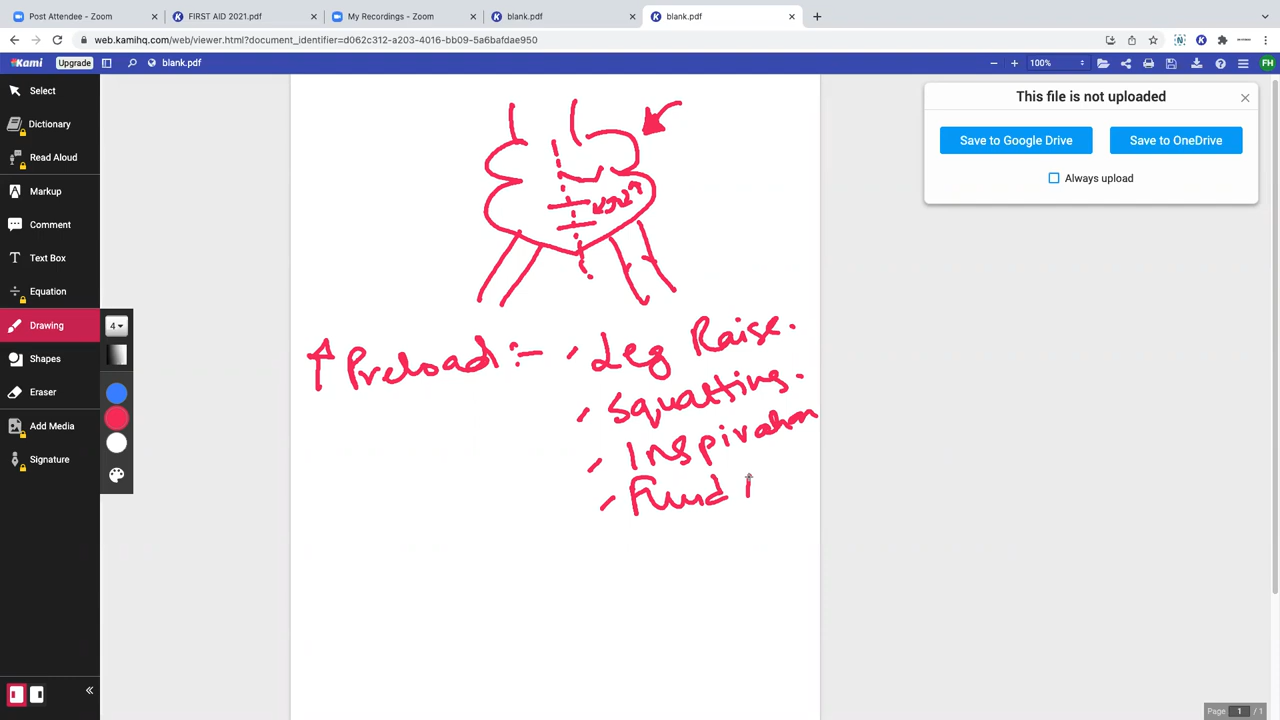 Post Attendee - Zoom
FIRST AID 2021.pdf
My Recordings - Zoom
blank.pdf
blank.pdf
web.kamihq.com/web/viewer.html?document_identifier=d062c312-a203-4016-bb09-5a6bafdae950
Kami Upgrade blank.pdf 100% FH
Select
Dictionary
Read Aloud
Markup
Comment
Text Box
Equation
Drawing
Shapes
Eraser
Add Media
Signature
4
This file is not uploaded
Save to Google Drive Save to OneDrive
Always upload
↑ Preload :- Leg Raise.
Squatting.
Inspiration
Fluid I
Page 1 / 1